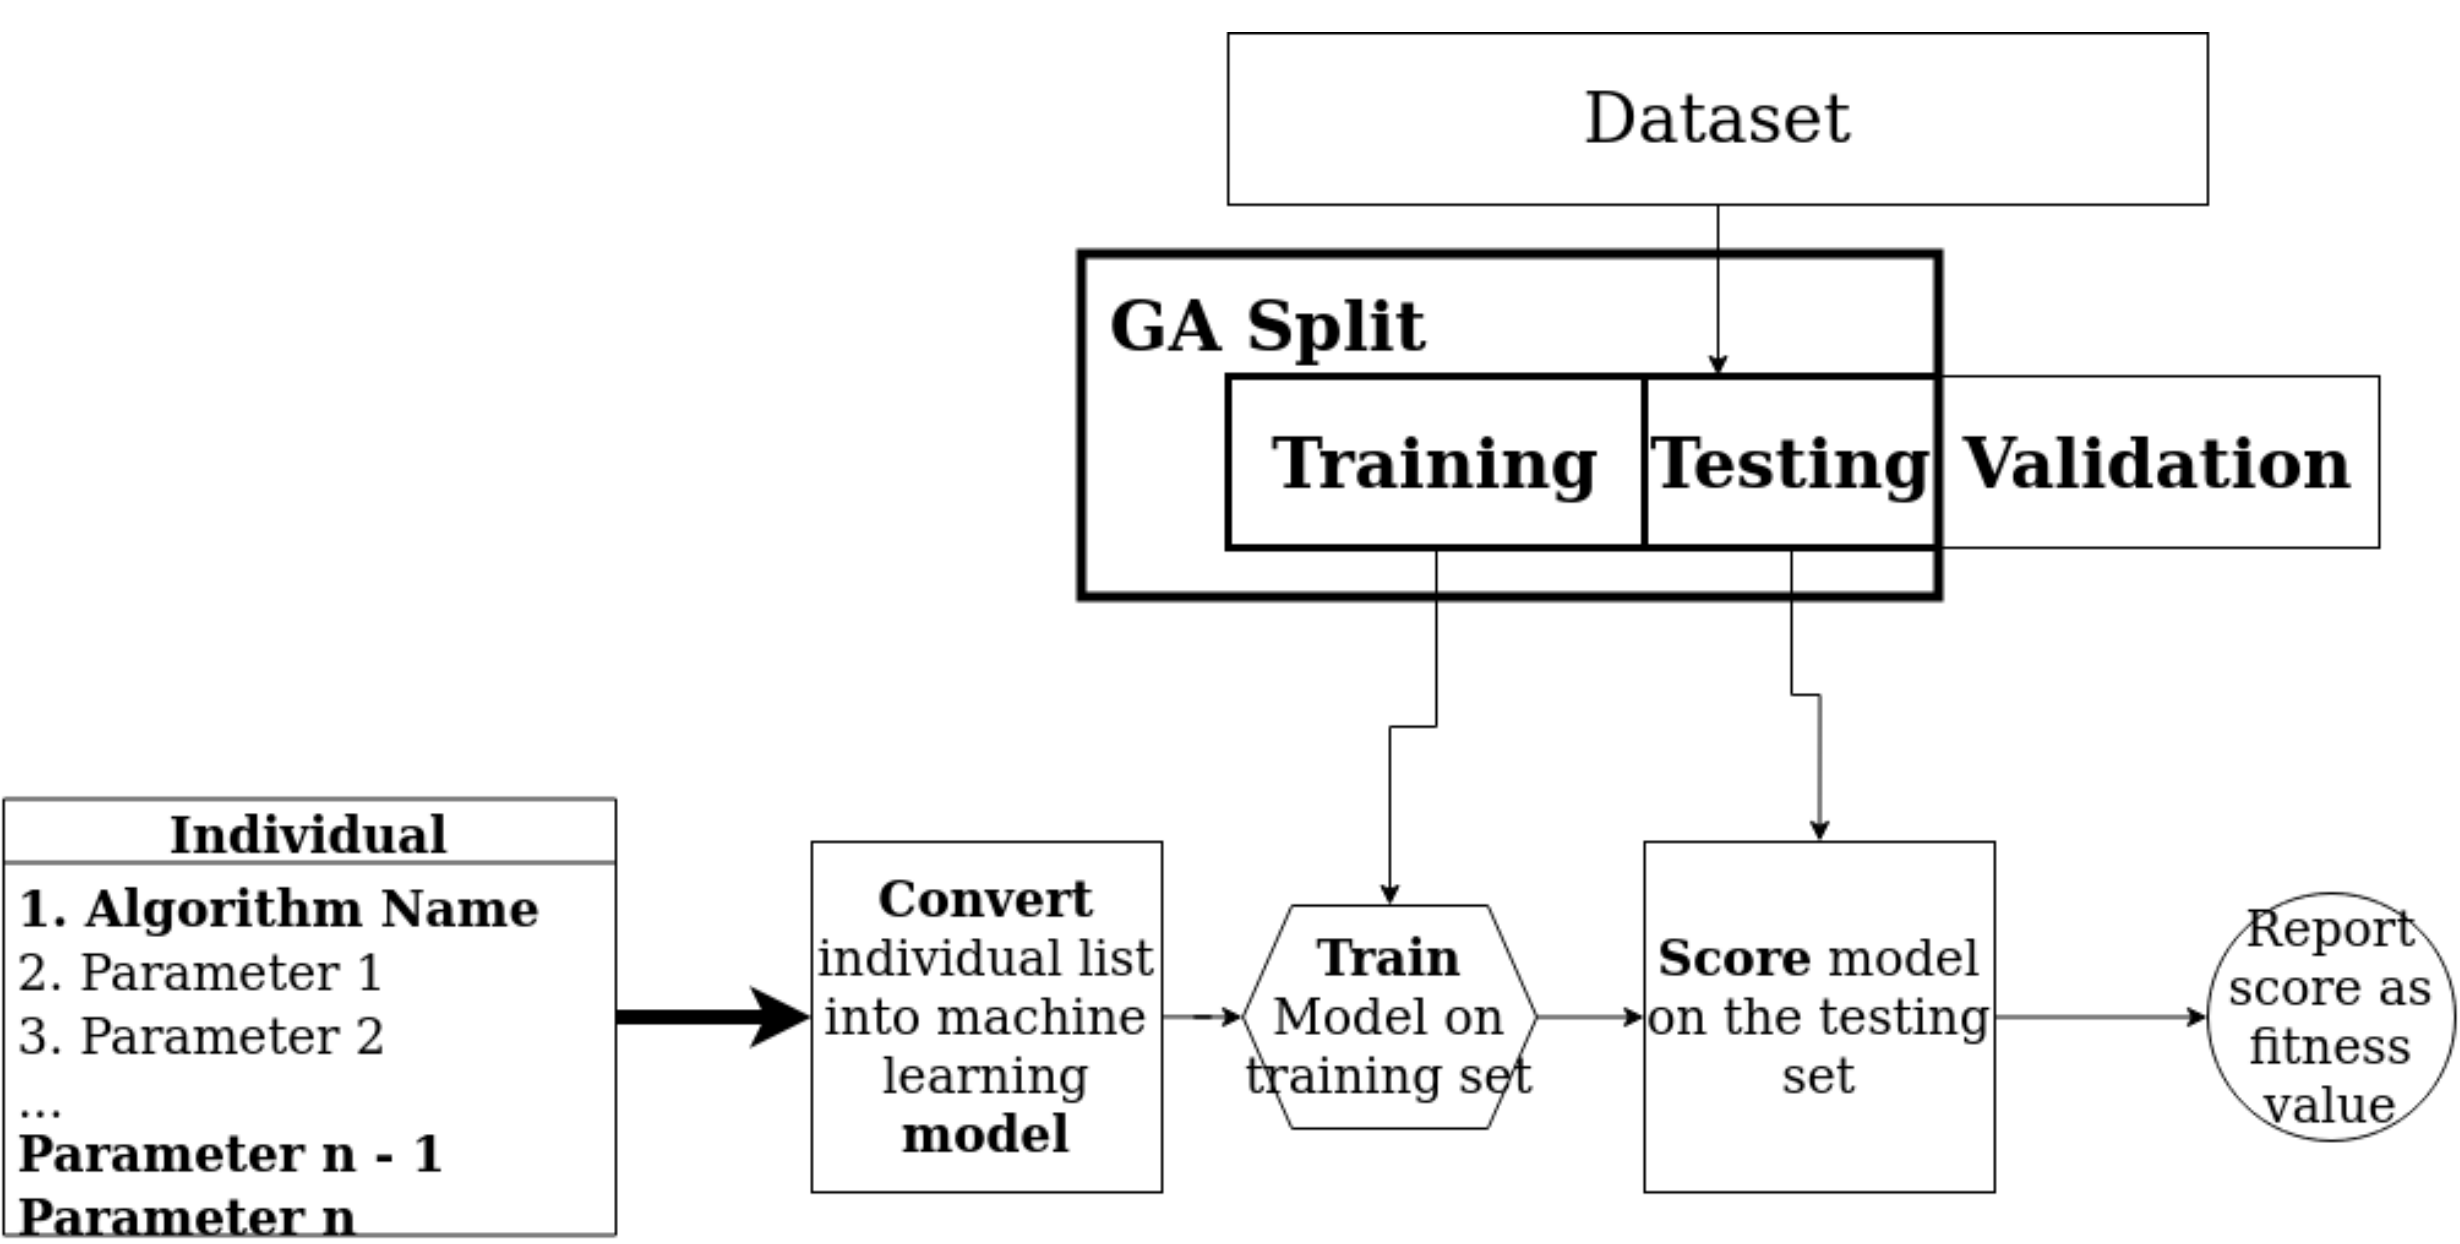 Dataset
GA Split
Training
Testing
Validation
Individual
1. Algorithm Name
2. Parameter 1
3. Parameter 2
...
Parameter n - 1
Parameter n
Convert
individual list
into machine
learning
model
Train
Model on
training set
Score model
on the testing
set
Report
score as
fitness
value